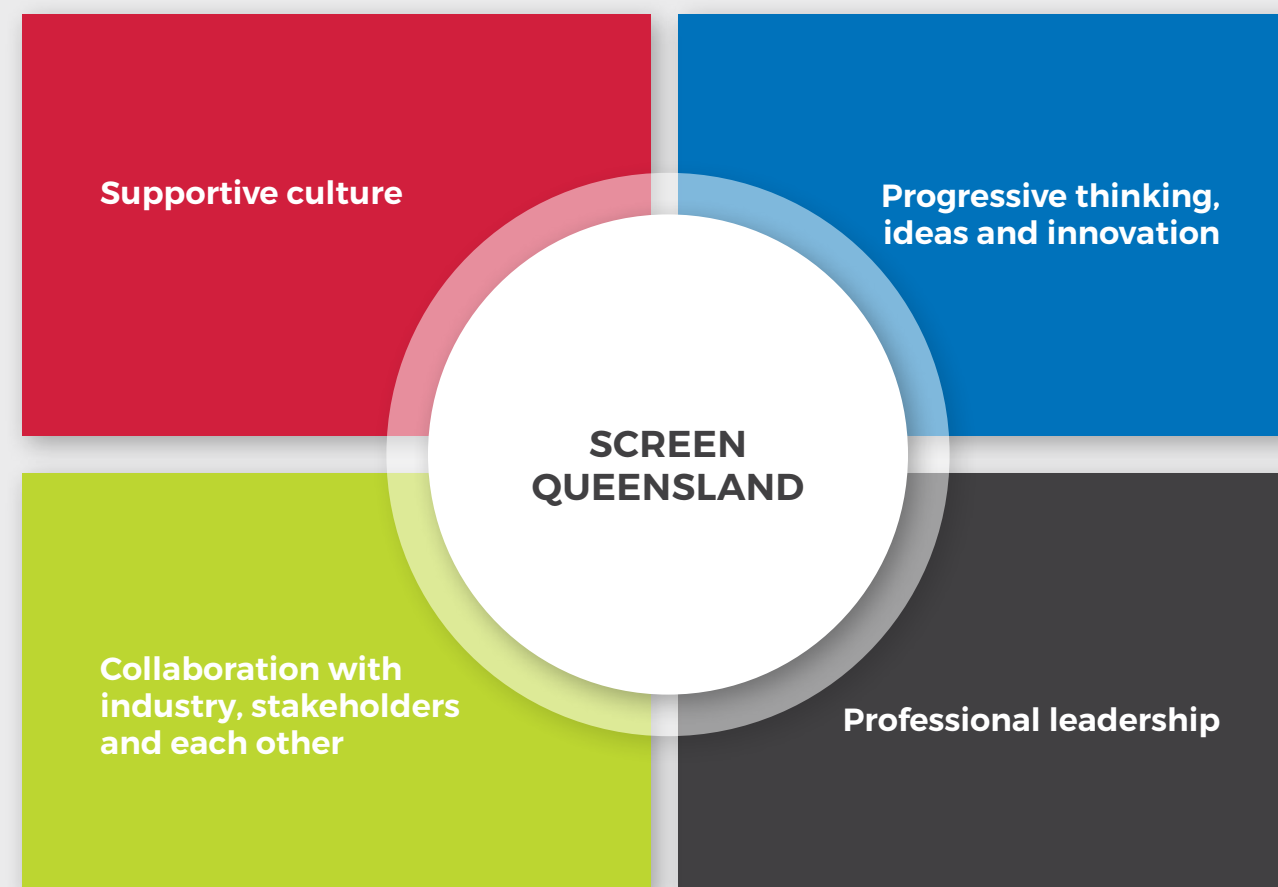 Supportive culture
Progressive thinking,
ideas and innovation
SCREEN
QUEENSLAND
Collaboration with
industry, stakeholders
and each other
Professional leadership